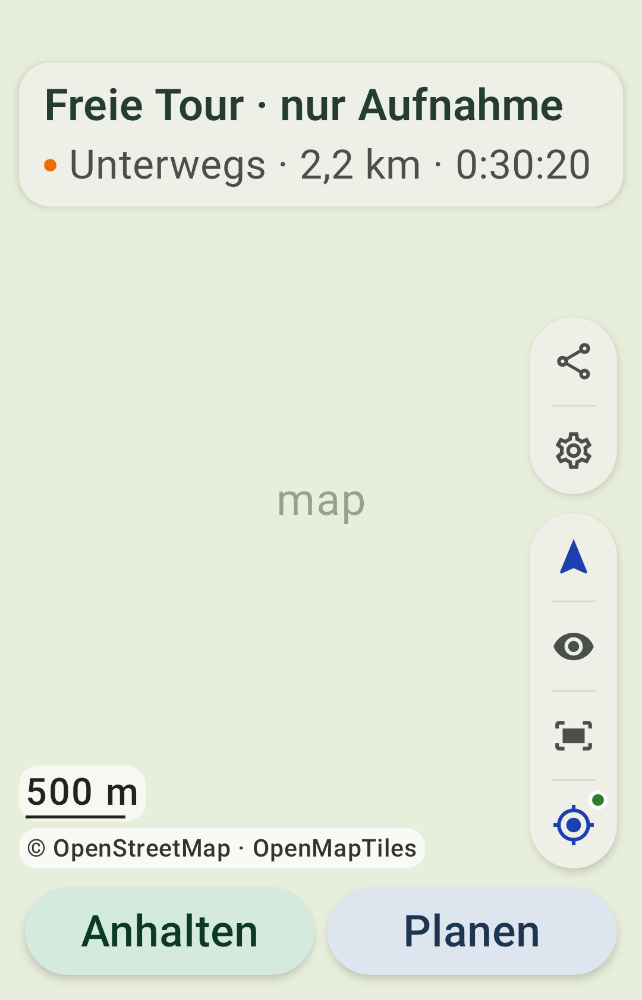 Freie Tour · nur Aufnahme
Unterwegs · 2,2 km · 0:30:20
map
500 m
© OpenStreetMap · OpenMapTiles
Anhalten
Planen